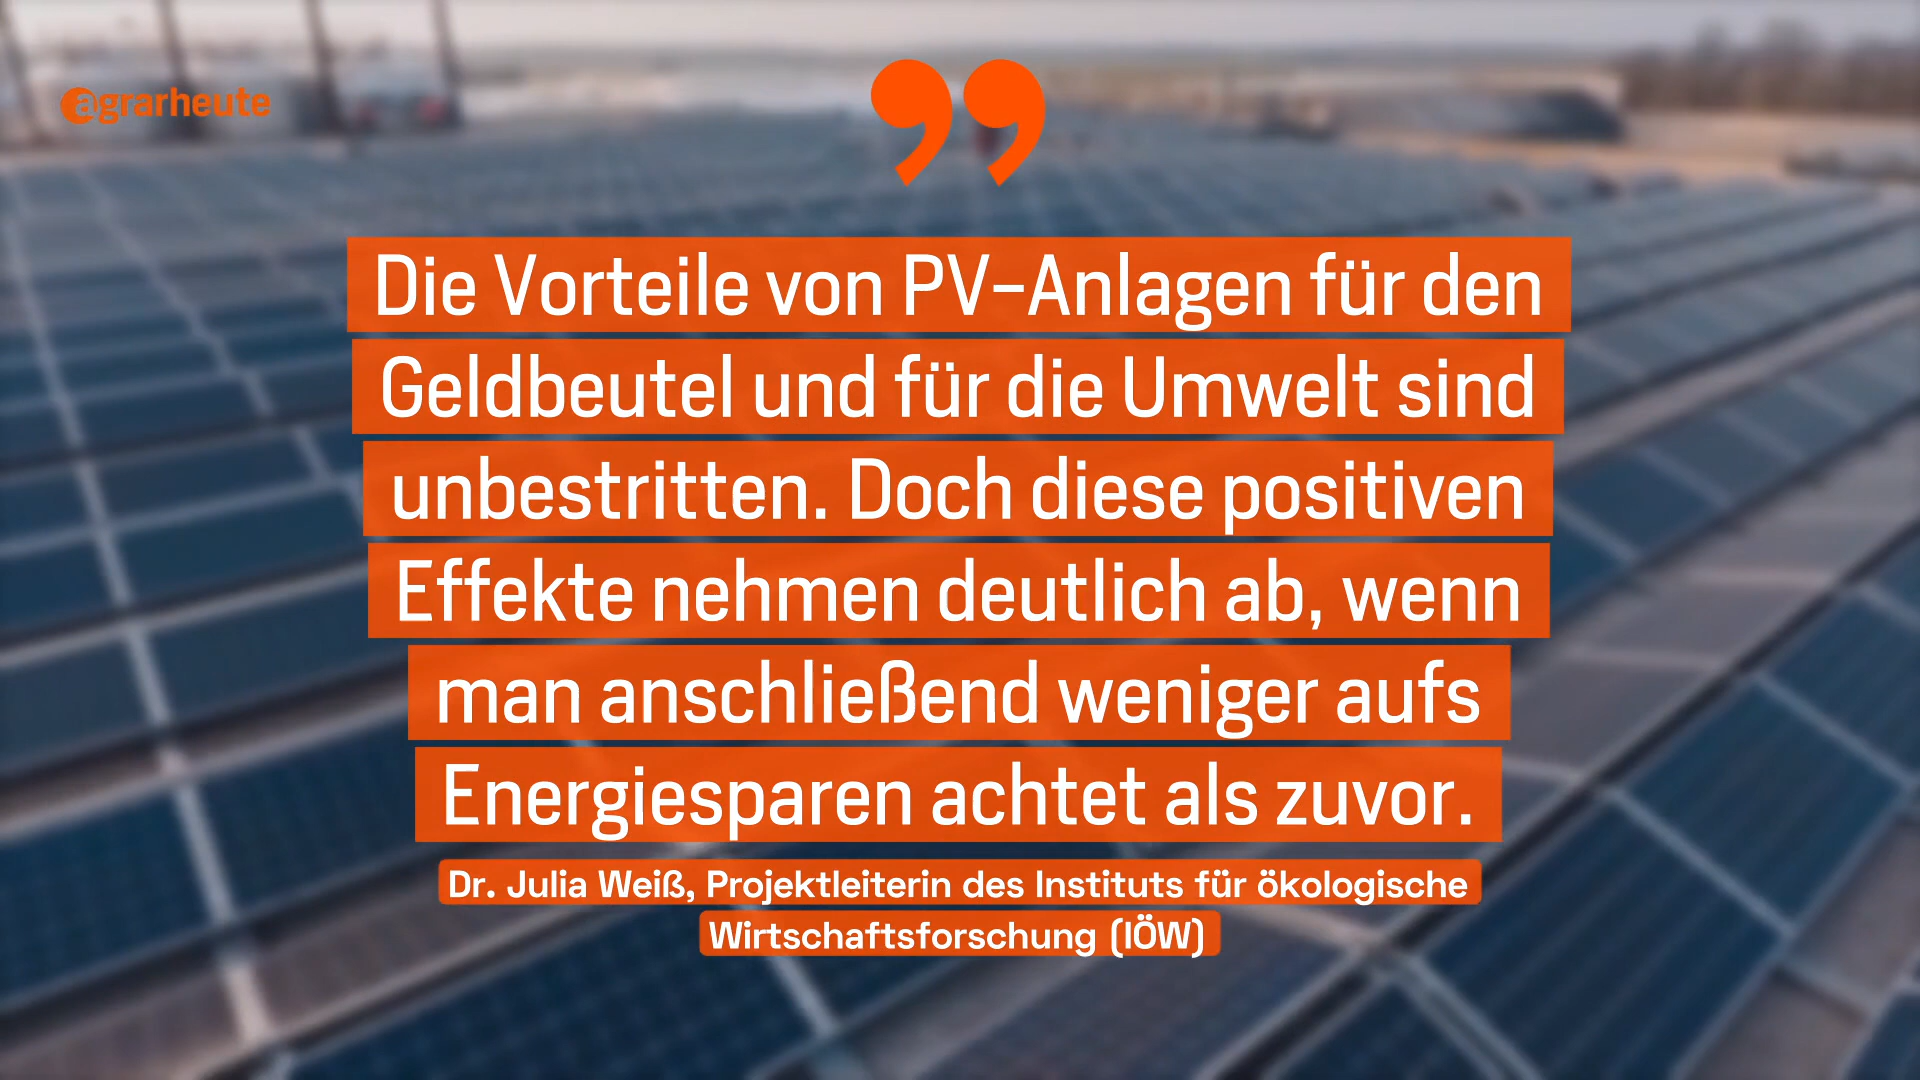 agrarheute
Die Vorteile von PV-Anlagen für den
Geldbeutel und für die Umwelt sind
unbestritten. Doch diese positiven
Effekte nehmen deutlich ab, wenn
man anschließend weniger aufs
Energiesparen achtet als zuvor.
Dr. Julia Weiß, Projektleiterin des Instituts für ökologische
Wirtschaftsforschung (IÖW)